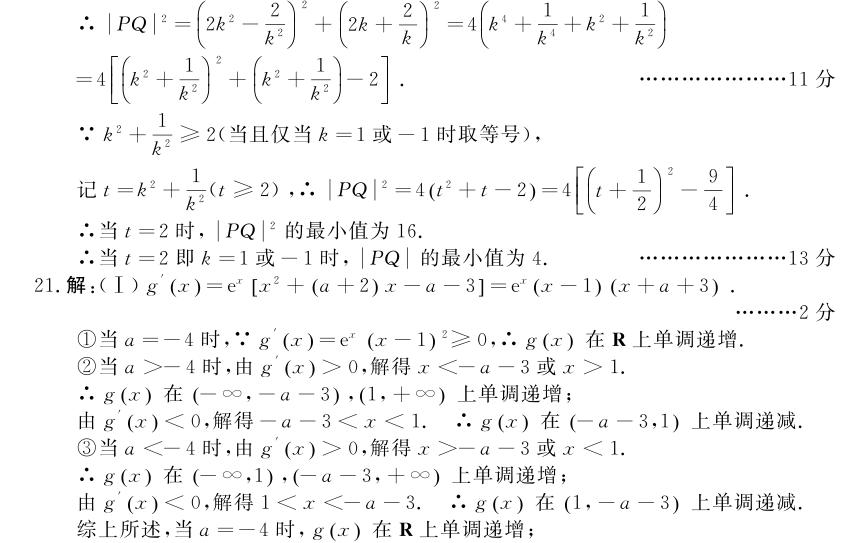 ∴ |PQ|² = (2k² − 2/k²)² + (2k + 2/k)² = 4(k⁴ + 1/k⁴ + k² + 1/k²)
= 4[(k² + 1/k²)² + (k² + 1/k²) − 2]. …………………11 分
∵ k² + 1/k² ≥ 2(当且仅当 k = 1 或 − 1 时取等号),
记 t = k² + 1/k² (t ≥ 2),∴ |PQ|² = 4(t² + t − 2) = 4[(t + 1/2)² − 9/4].
∴当 t = 2 时, |PQ|² 的最小值为 16.
∴当 t = 2 即 k = 1 或 − 1 时, |PQ| 的最小值为 4. …………………13 分
21. 解:(Ⅰ) g′(x) = eˣ [x² + (a + 2) x − a − 3] = eˣ (x − 1) (x + a + 3) .
………2 分
①当 a = − 4 时,∵ g′(x) = eˣ (x − 1)² ≥ 0,∴ g(x) 在 R 上单调递增.
②当 a > − 4 时,由 g′(x) > 0,解得 x < − a − 3 或 x > 1.
∴ g(x) 在 (− ∞, − a − 3) ,(1, + ∞) 上单调递增;
由 g′(x) < 0,解得 − a − 3 < x < 1. ∴ g(x) 在 (− a − 3,1) 上单调递减.
③当 a < − 4 时,由 g′(x) > 0,解得 x > − a − 3 或 x < 1.
∴ g(x) 在 (− ∞,1) ,(− a − 3, + ∞) 上单调递增;
由 g′(x) < 0,解得 1 < x < − a − 3. ∴ g(x) 在 (1, − a − 3) 上单调递减.
综上所述,当 a = − 4 时, g(x) 在 R 上单调递增;